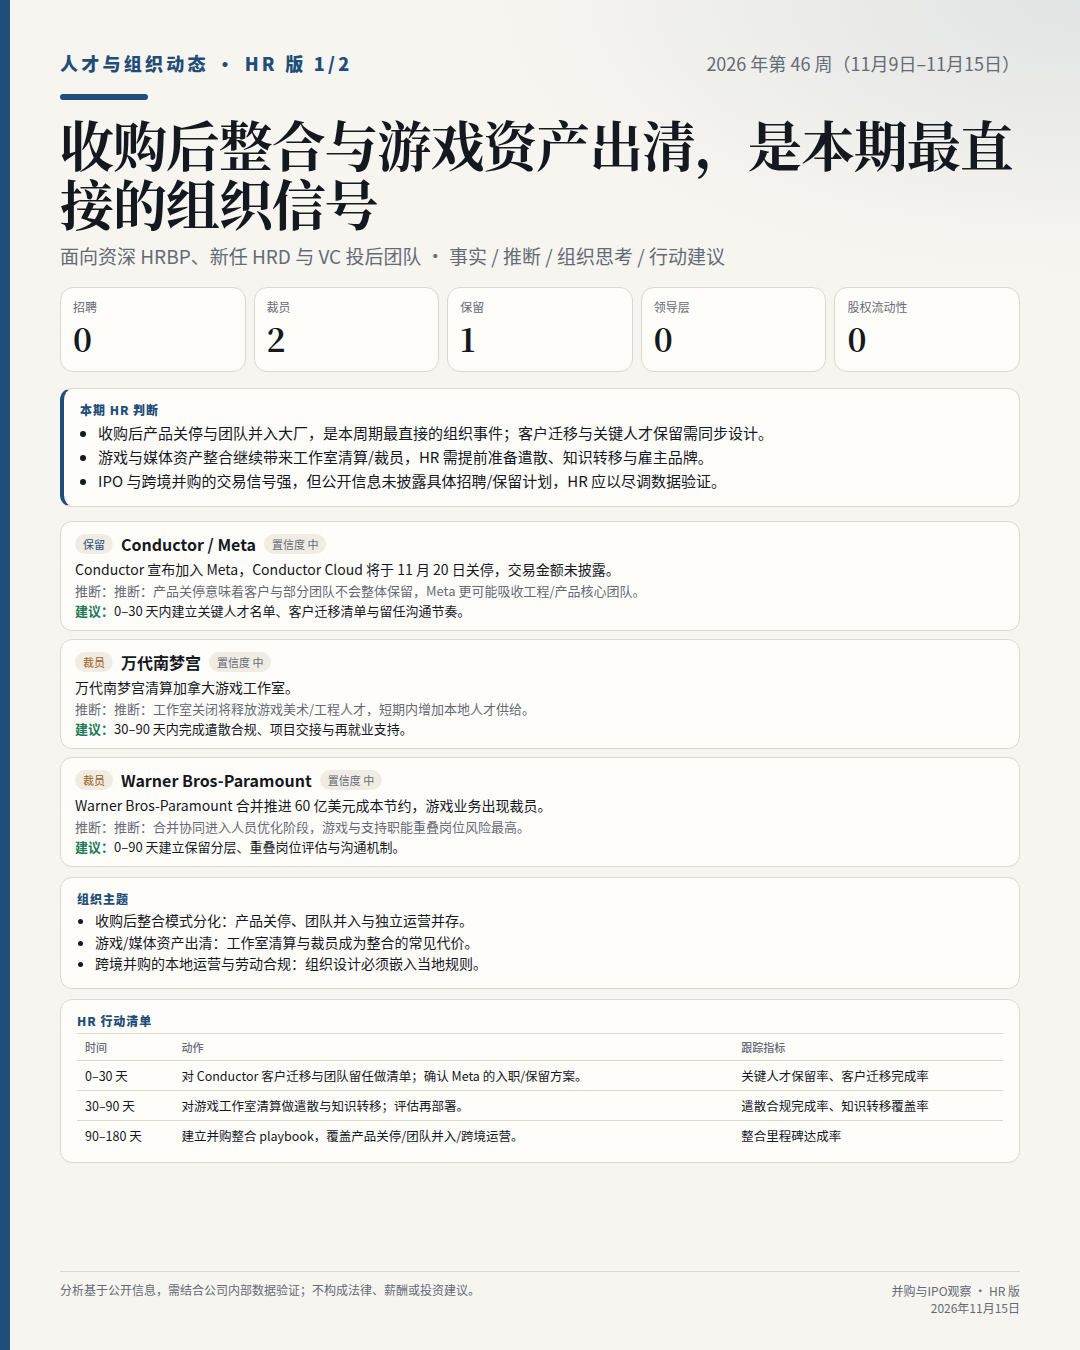 人才与组织动态 · HR 版 1/2
2026 年第 46 周（11月9日–11月15日）
收购后整合与游戏资产出清，是本期最直
接的组织信号
面向资深 HRBP、新任 HRD 与 VC 投后团队 · 事实 / 推断 / 组织思考 / 行动建议
招聘
0
裁员
2
保留
1
领导层
0
股权流动性
0
本期 HR 判断
• 收购后产品关停与团队并入大厂，是本周期最直接的组织事件；客户迁移与关键人才保留需同步设计。
• 游戏与媒体资产整合继续带来工作室清算/裁员，HR 需提前准备遣散、知识转移与雇主品牌。
• IPO 与跨境并购的交易信号强，但公开信息未披露具体招聘/保留计划，HR 应以尽调数据验证。
保留 Conductor / Meta 置信度 中
Conductor 宣布加入 Meta，Conductor Cloud 将于 11 月 20 日关停，交易金额未披露。
推断：推断：产品关停意味着客户与部分团队不会整体保留，Meta 更可能吸收工程/产品核心团队。
建议：0–30 天内建立关键人才名单、客户迁移清单与留任沟通节奏。
裁员 万代南梦宫 置信度 中
万代南梦宫清算加拿大游戏工作室。
推断：推断：工作室关闭将释放游戏美术/工程人才，短期内增加本地人才供给。
建议：30–90 天内完成遣散合规、项目交接与再就业支持。
裁员 Warner Bros-Paramount 置信度 中
Warner Bros-Paramount 合并推进 60 亿美元成本节约，游戏业务出现裁员。
推断：推断：合并协同进入人员优化阶段，游戏与支持职能重叠岗位风险最高。
建议：0–90 天建立保留分层、重叠岗位评估与沟通机制。
组织主题
• 收购后整合模式分化：产品关停、团队并入与独立运营并存。
• 游戏/媒体资产出清：工作室清算与裁员成为整合的常见代价。
• 跨境并购的本地运营与劳动合规：组织设计必须嵌入当地规则。
HR 行动清单
时间 动作 跟踪指标
0–30 天 对 Conductor 客户迁移与团队留任做清单；确认 Meta 的入职/保留方案。 关键人才保留率、客户迁移完成率
30–90 天 对游戏工作室清算做遣散与知识转移；评估再部署。 遣散合规完成率、知识转移覆盖率
90–180 天 建立并购整合 playbook，覆盖产品关停/团队并入/跨境运营。 整合里程碑达成率
分析基于公开信息，需结合公司内部数据验证；不构成法律、薪酬或投资建议。
并购与IPO观察 · HR 版
2026年11月15日